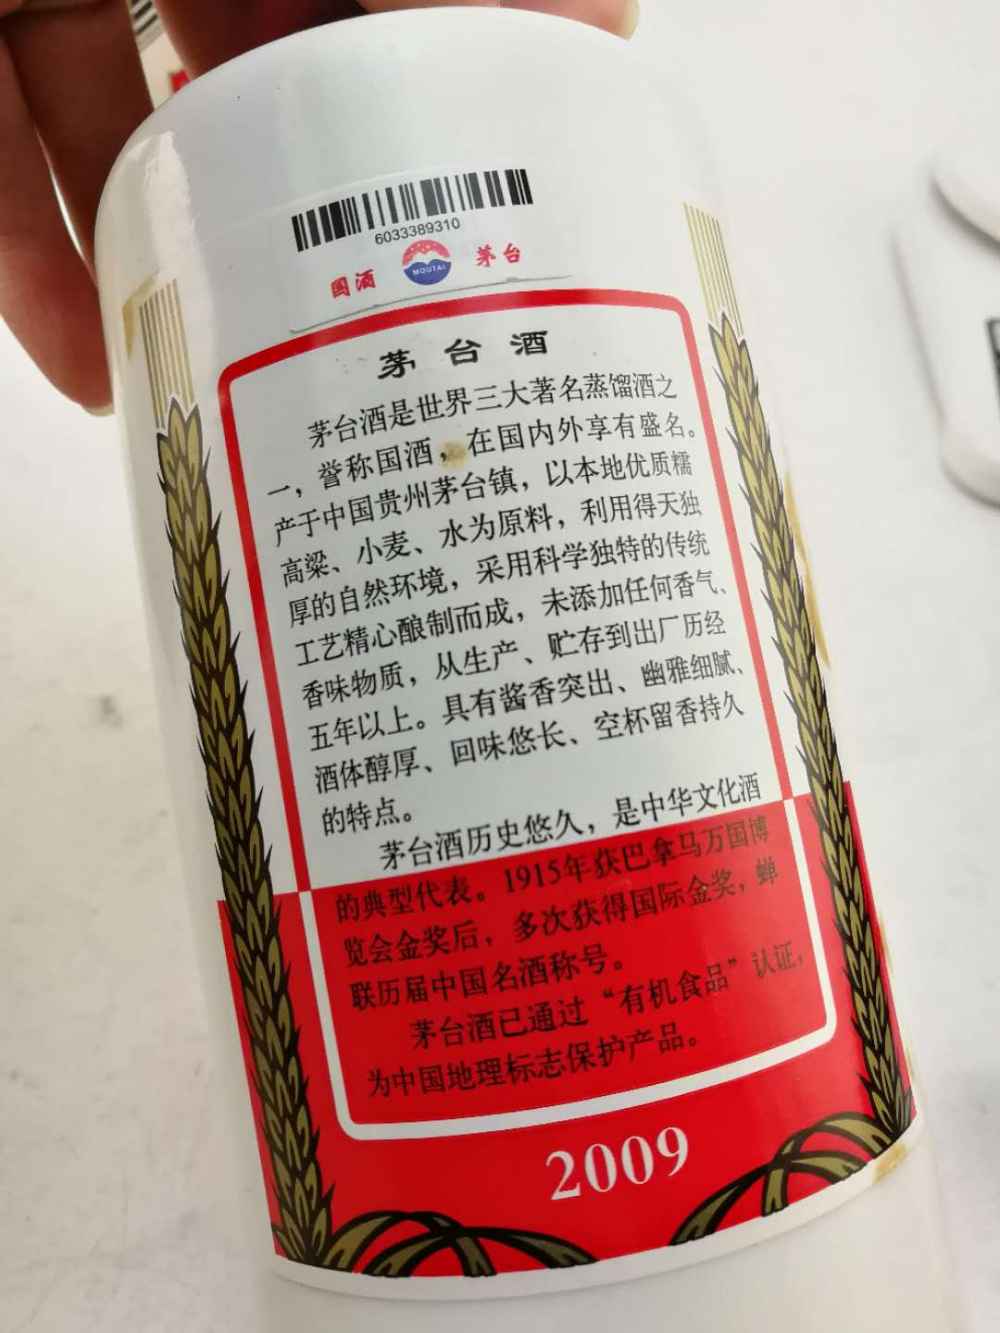 6033389310
国酒 MOUTAI 茅台
茅台酒
茅台酒是世界三大著名蒸馏酒之
一，誉称国酒，在国内外享有盛名。
产于中国贵州茅台镇，以本地优质糯
高粱、小麦、水为原料，利用得天独
厚的自然环境，采用科学独特的传统
工艺精心酿制而成，未添加任何香气、
香味物质，从生产、贮存到出厂历经
五年以上。具有酱香突出、幽雅细腻、
酒体醇厚、回味悠长、空杯留香持久
的特点。
茅台酒历史悠久，是中华文化酒
的典型代表。1915年获巴拿马万国博
览会金奖后，多次获得国际金奖，蝉
联历届中国名酒称号。
茅台酒已通过“有机食品”认证，
为中国地理标志保护产品。
2009